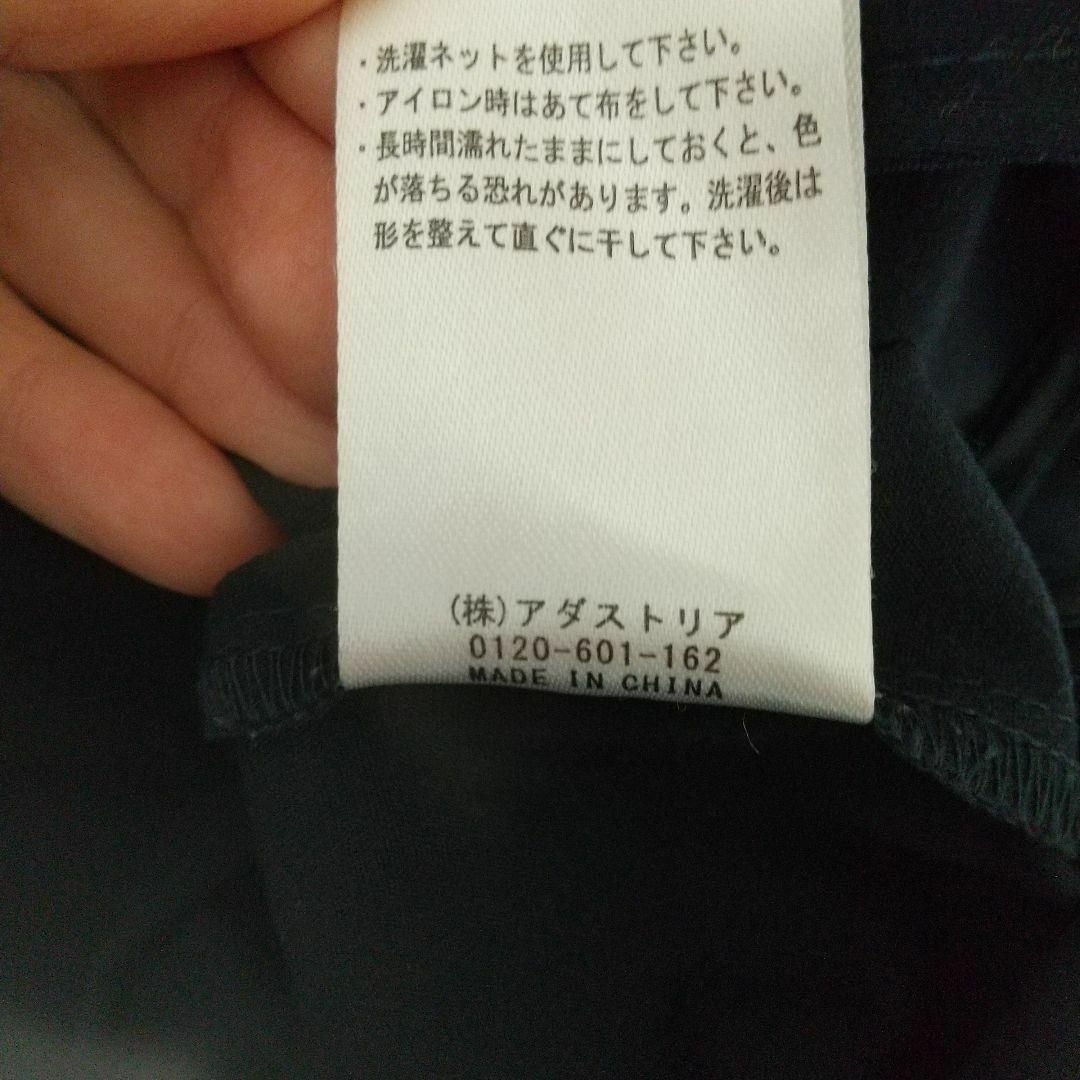 ・洗濯ネットを使用して下さい。
・アイロン時はあて布をして下さい。
・長時間濡れたままにしておくと、色
が落ちる恐れがあります。洗濯後は
形を整えて直ぐに干して下さい。
(株)アダストリア
0120-601-162
MADE IN CHINA